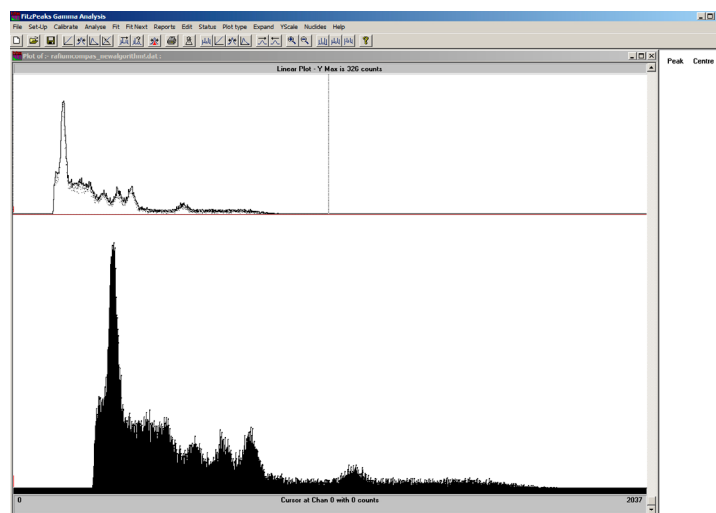 FitzPeaks Gamma Analysis
File Set-Up Calibrate Analyse Fit Fit Next Reports Edit Status Plot type Expand YScale Nuclides Help
Plot of :- radiumcompas_newalgorithm.dat :
Linear Plot - Y Max is 326 counts
Peak Centre
0 Cursor at Chan 0 with 0 counts 2037